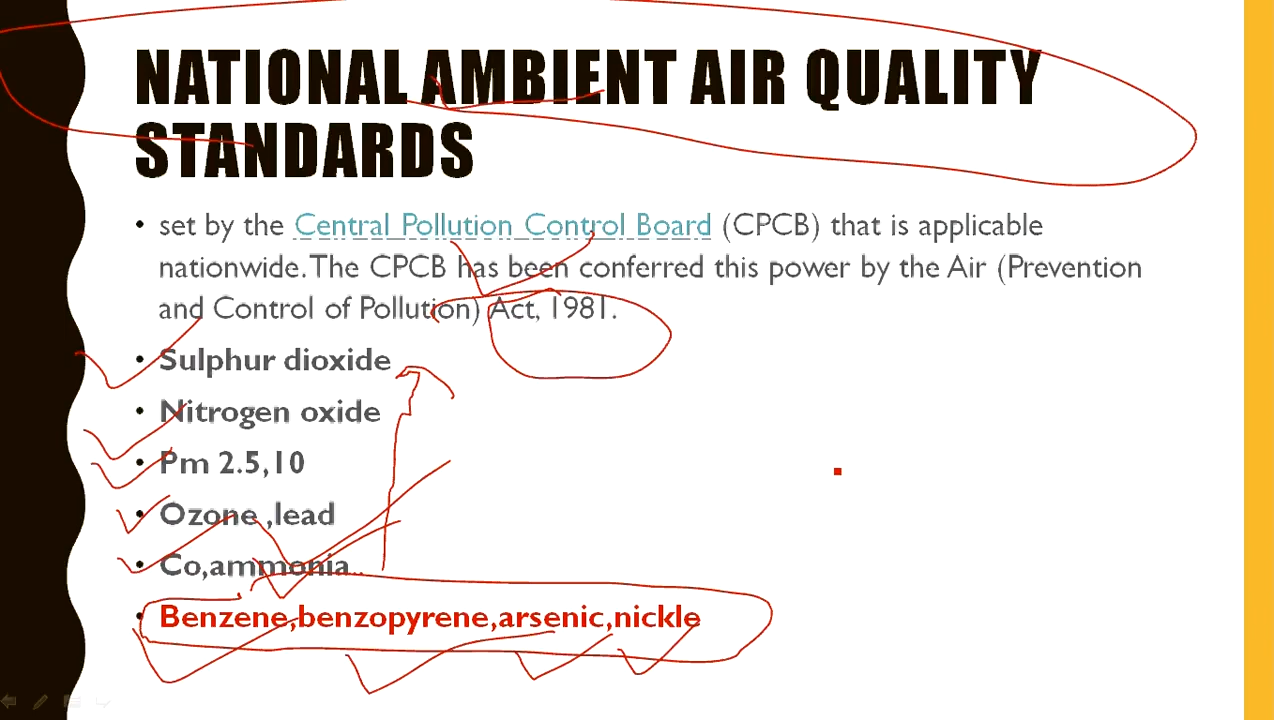 NATIONAL AMBIENT AIR QUALITY
STANDARDS
• set by the Central Pollution Control Board (CPCB) that is applicable
nationwide. The CPCB has been conferred this power by the Air (Prevention
and Control of Pollution) Act, 1981.
• Sulphur dioxide
• Nitrogen oxide
• Pm 2.5,10
• Ozone ,lead
• Co,ammonia..
• Benzene,benzopyrene,arsenic,nickle